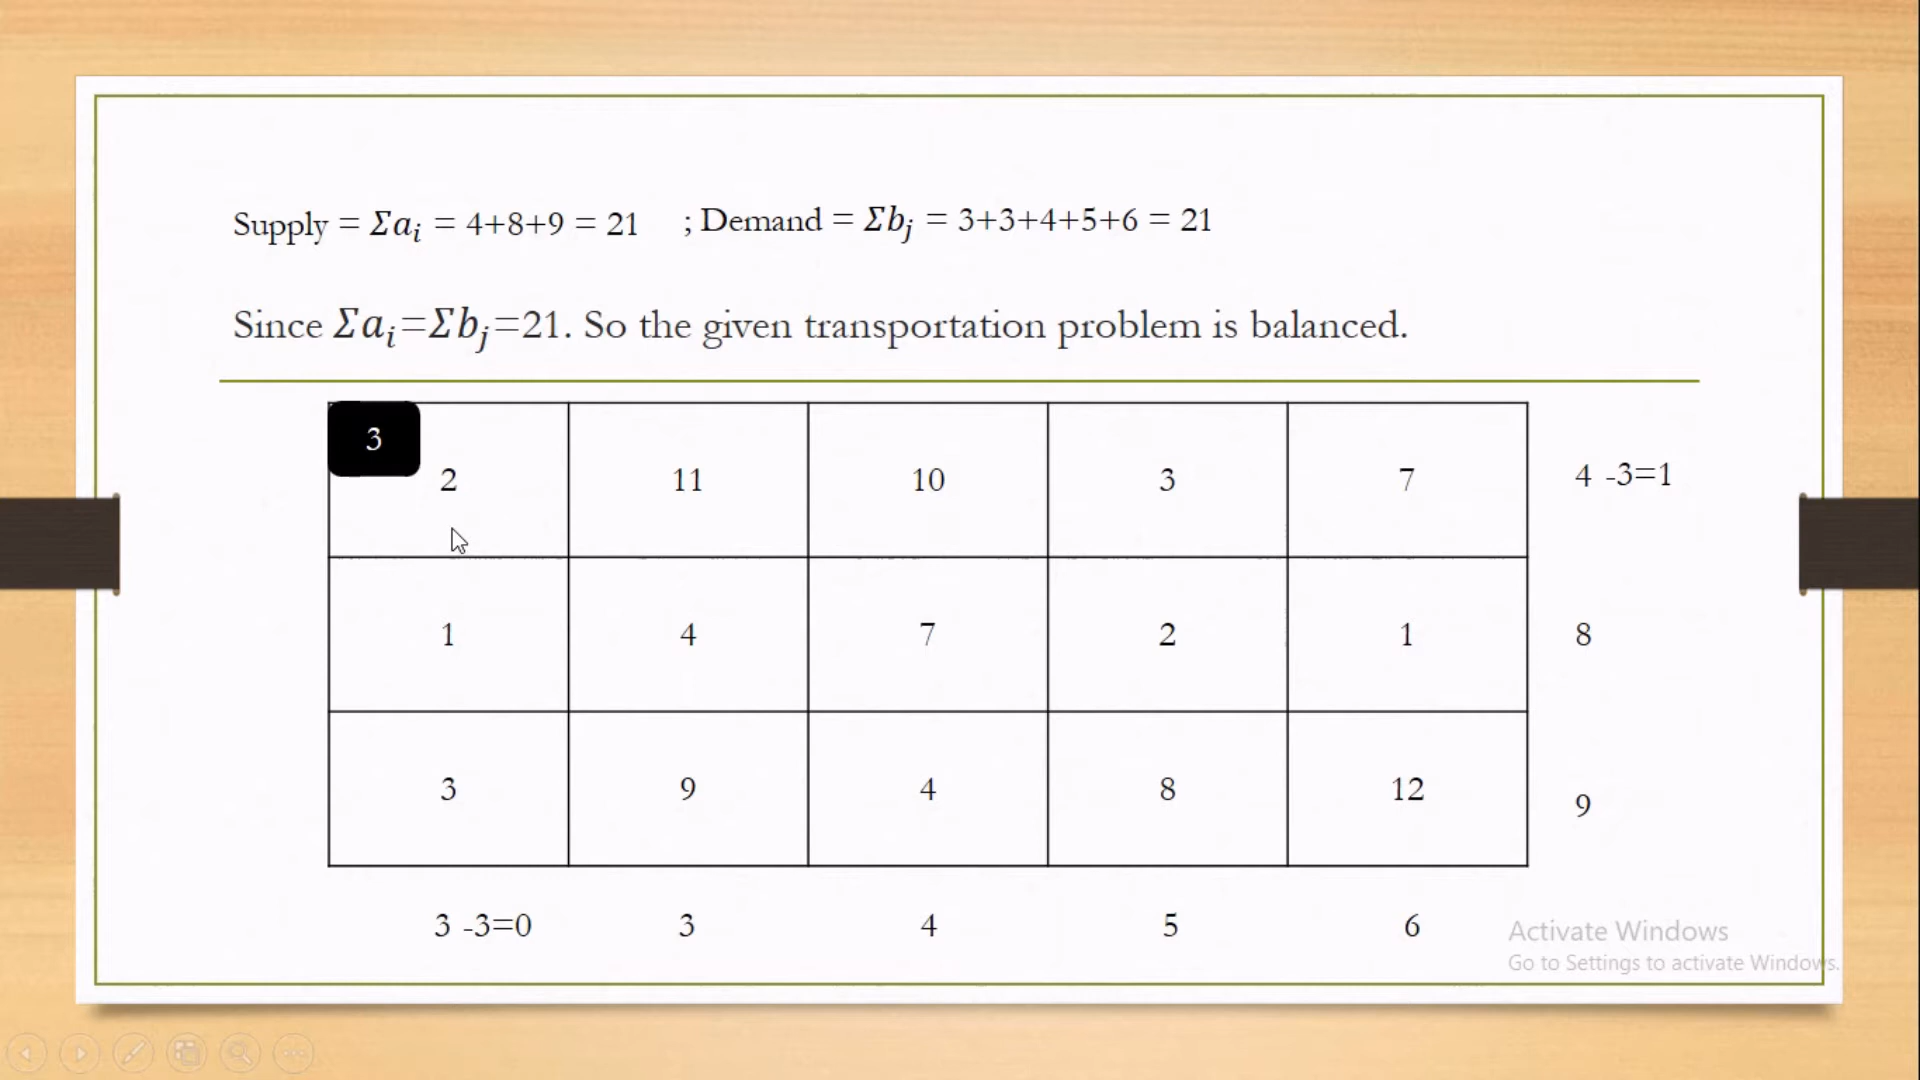 Supply = Σaᵢ = 4+8+9 = 21 ; Demand = Σbⱼ = 3+3+4+5+6 = 21
Since Σaᵢ=Σbⱼ=21. So the given transportation problem is balanced.
3
2 11 10 3 7 4 -3=1
1 4 7 2 1 8
3 9 4 8 12 9
3 -3=0 3 4 5 6
Activate Windows
Go to Settings to activate Windows.